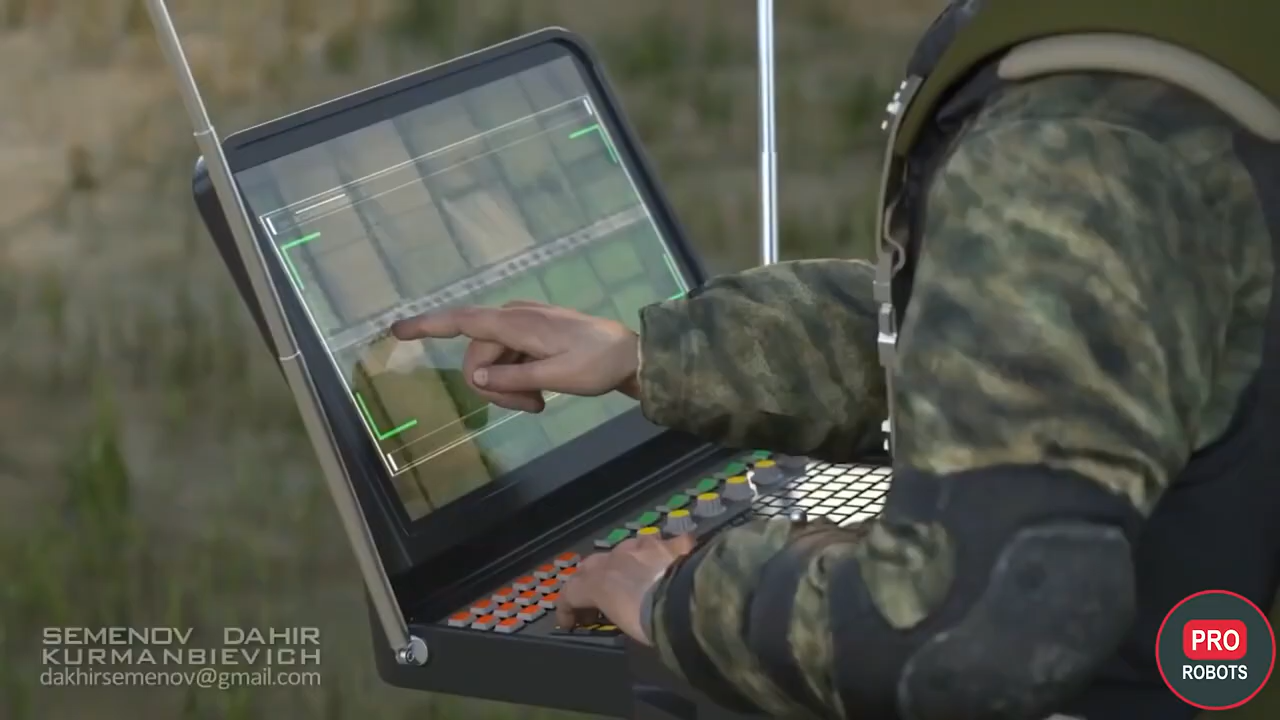 SEMENOV DAHIR
KURMANBIEVICH
dakhirsemenov@gmail.com
PRO
ROBOTS